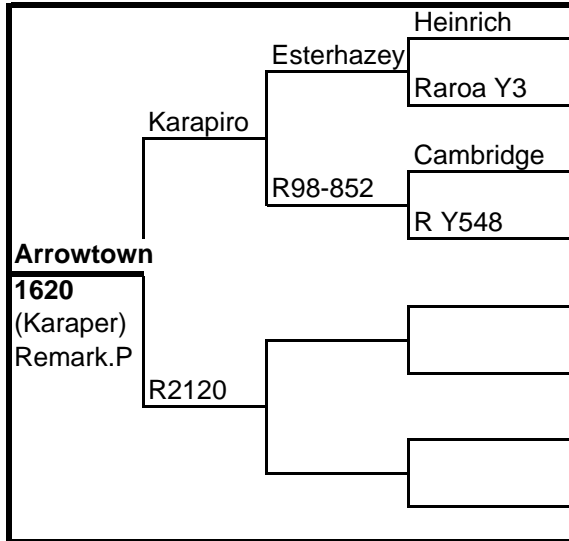 Heinrich
Esterhazey
Raroa Y3
Karapiro
Cambridge
R98-852
R Y548
Arrowtown
1620
(Karaper)
Remark.P
R2120